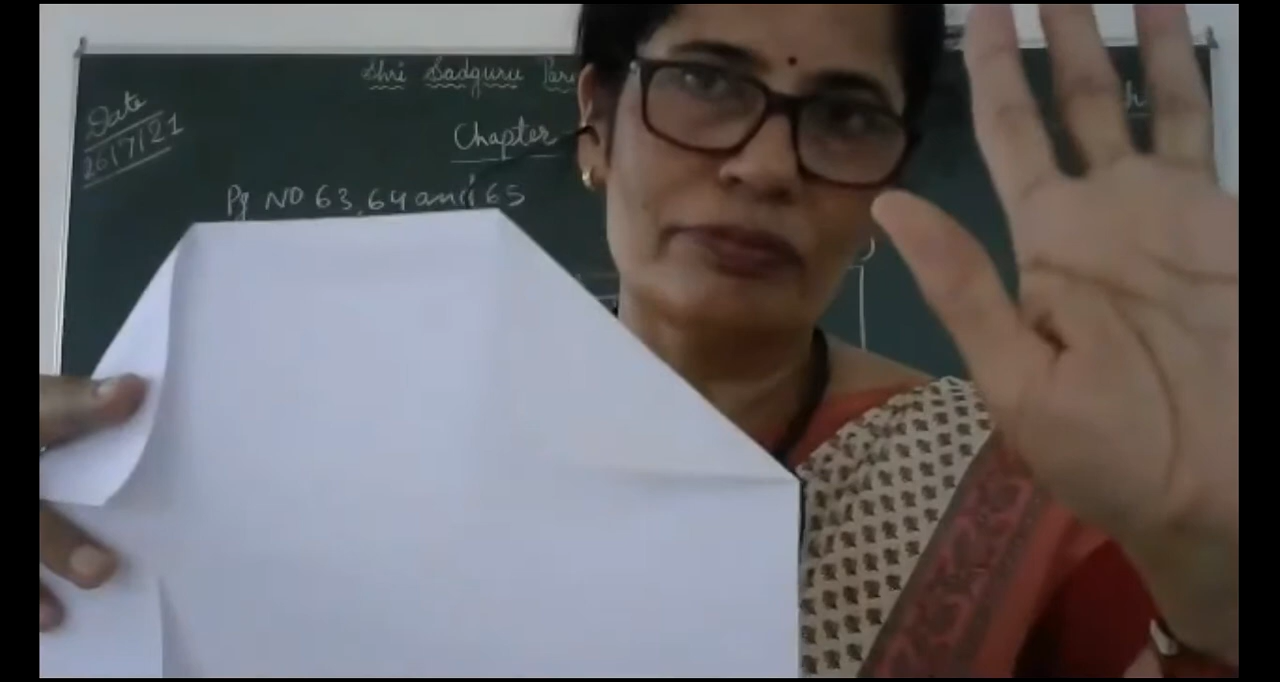 Shri Sadguru
Date
26/7/21
Chapter
Pg NO 63, 64 and 65